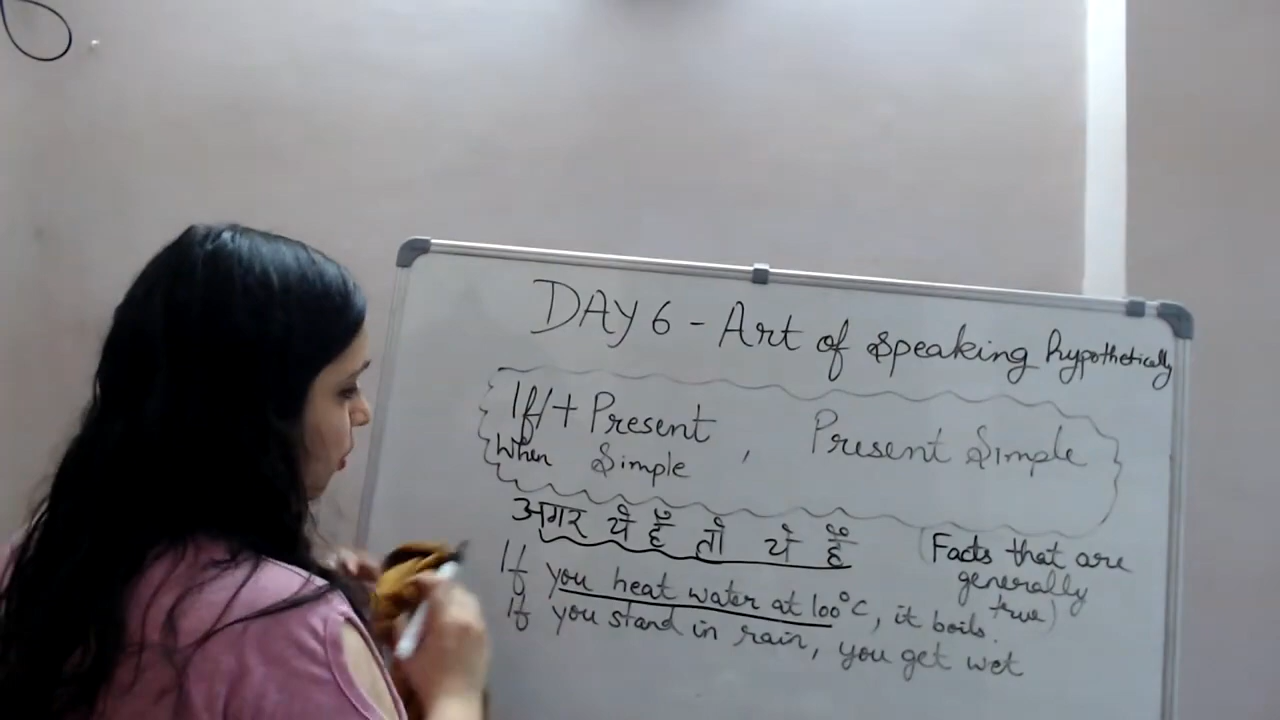 DAY 6 - Art of speaking hypothetically
If/ + Present , Present Simple
When Simple
अगर ये हैं तो ये हैं
(Facts that are
generally
true)
If you heat water at 100°C, it boils.
If you stand in rain, you get wet